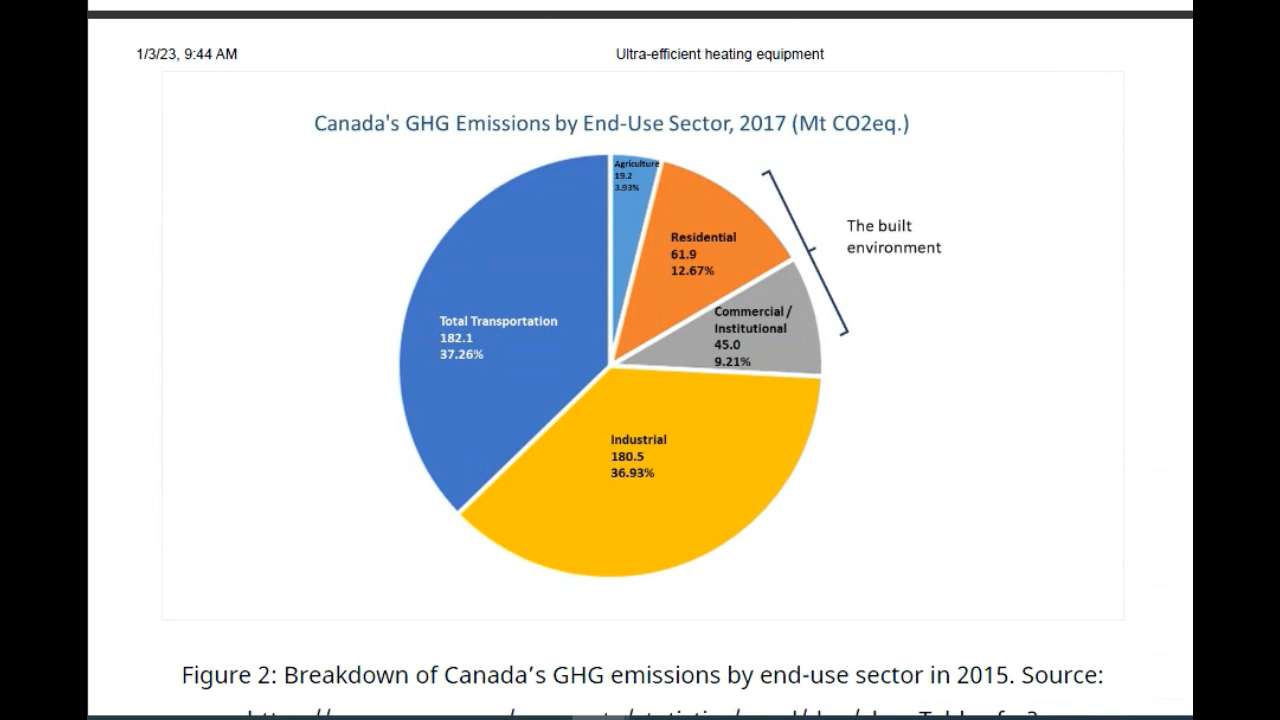 1/3/23, 9:44 AM
Ultra-efficient heating equipment
Canada's GHG Emissions by End-Use Sector, 2017 (Mt CO2eq.)
Agriculture
19.2
3.93%
Residential
61.9
12.67%
The built
environment
Commercial /
Institutional
45.0
9.21%
Total Transportation
182.1
37.26%
Industrial
180.5
36.93%
Figure 2: Breakdown of Canada’s GHG emissions by end-use sector in 2015. Source: